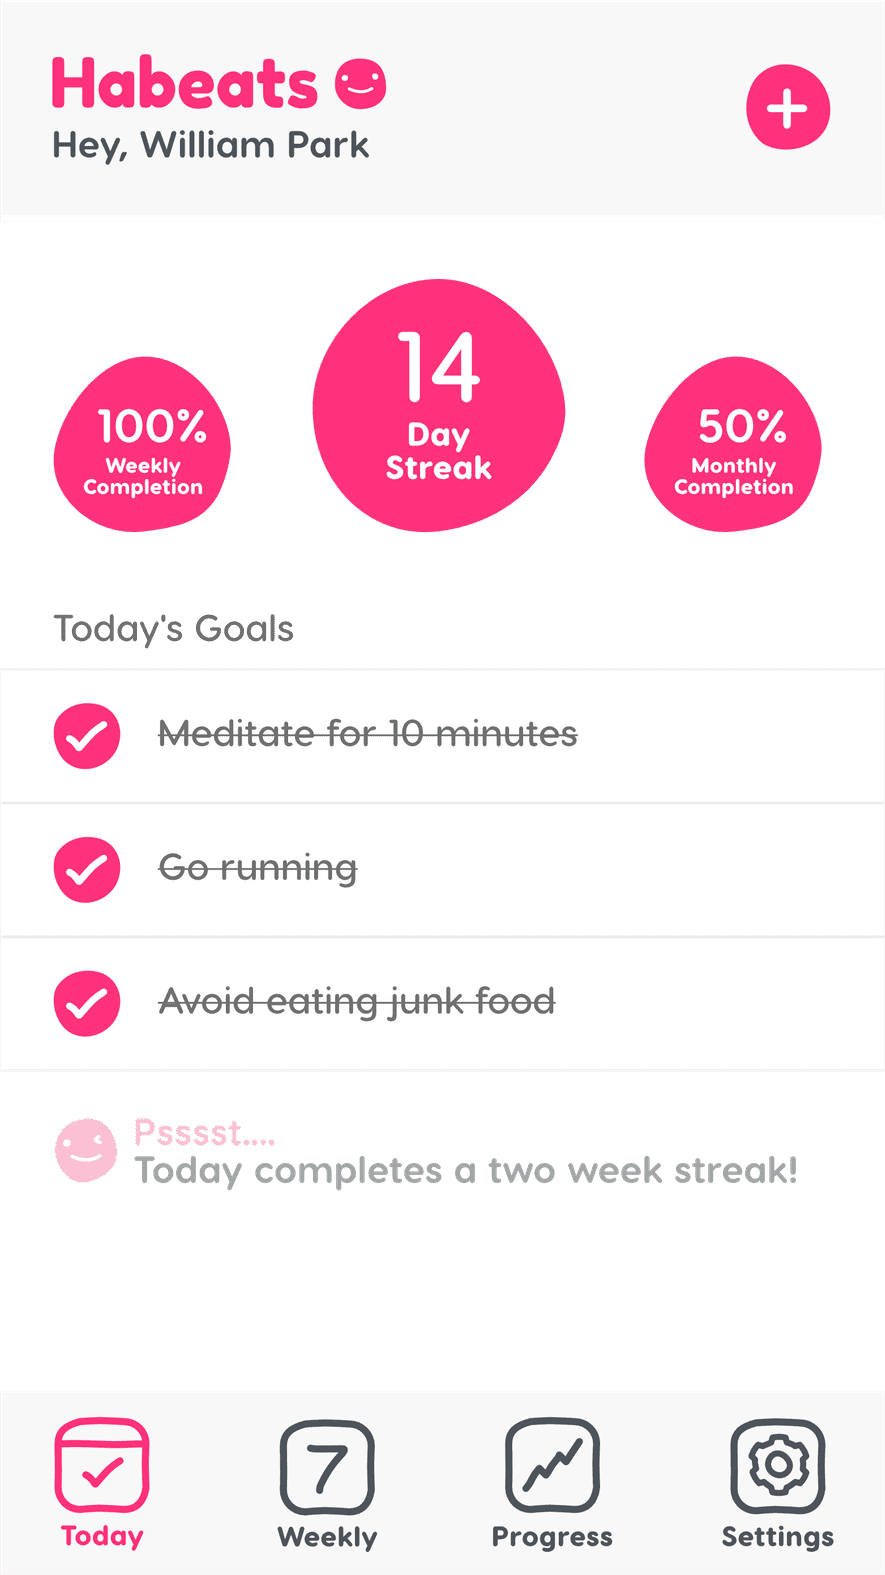 Habeats
Hey, William Park
14
Day
Streak
100%
Weekly
Completion
50%
Monthly
Completion
Today's Goals
Meditate for 10 minutes
Go running
Avoid eating junk food
Psssst....
Today completes a two week streak!
7
Today
Weekly
Progress
Settings